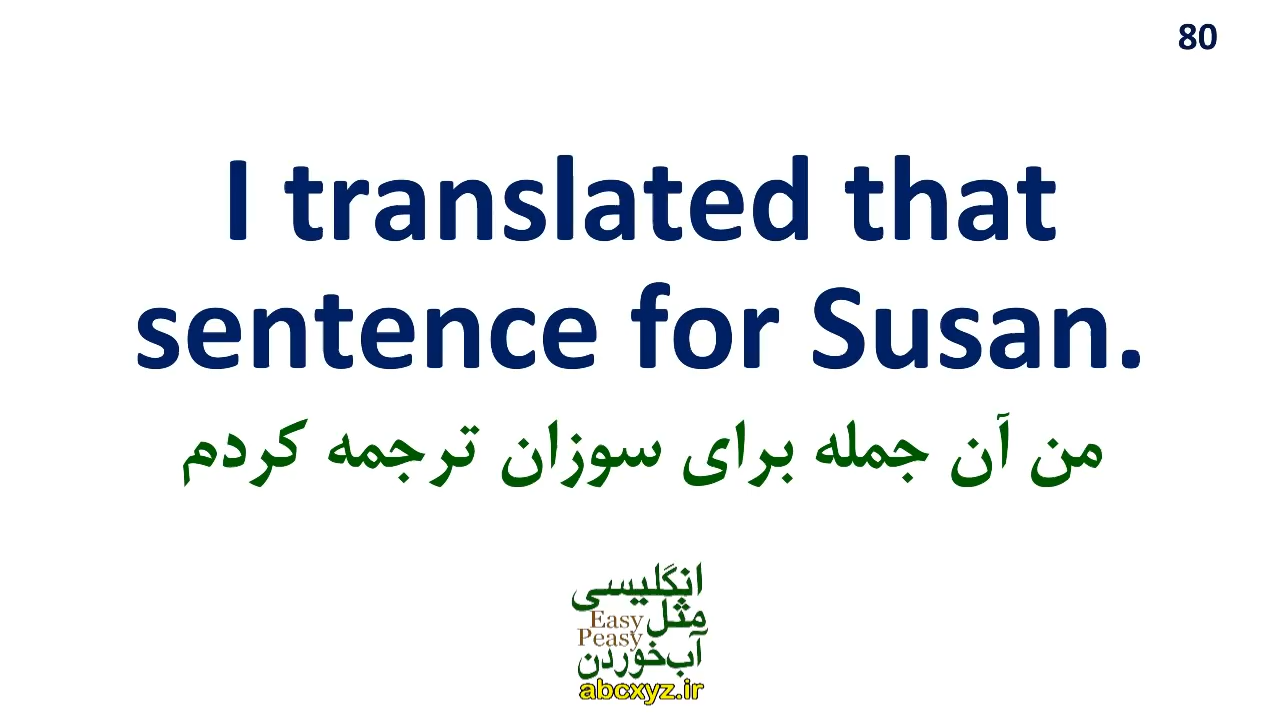 80
I translated that
sentence for Susan.
من آن جمله برای سوزان ترجمه کردم
انگلیسی
مثل
Easy
Peasy
آب‌خوردن
abcxyz.ir